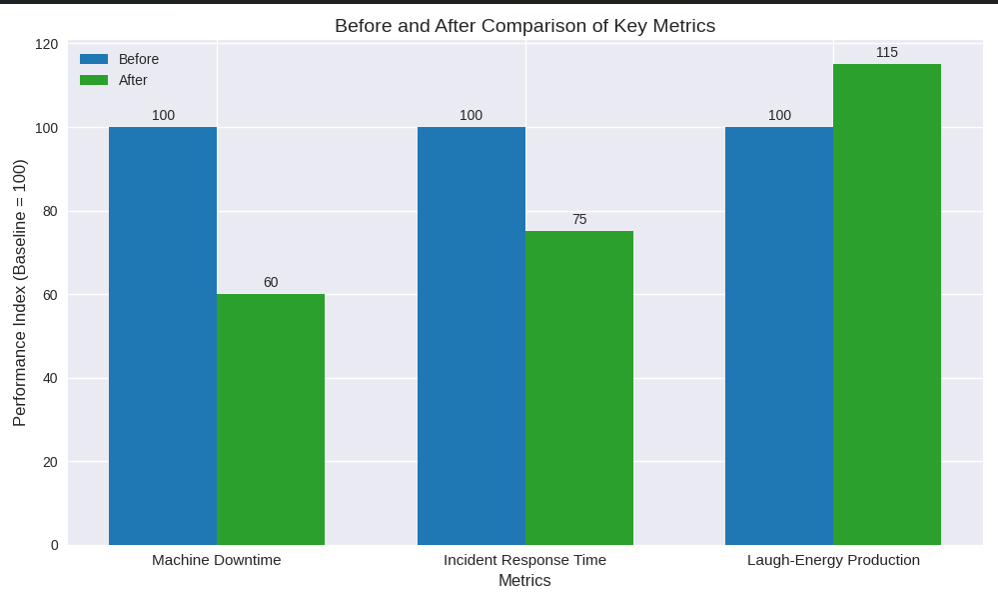 Before and After Comparison of Key Metrics
Before
After
Performance Index (Baseline = 100)
120
100
80
60
40
20
0
100
60
100
75
100
115
Machine Downtime
Incident Response Time
Laugh-Energy Production
Metrics